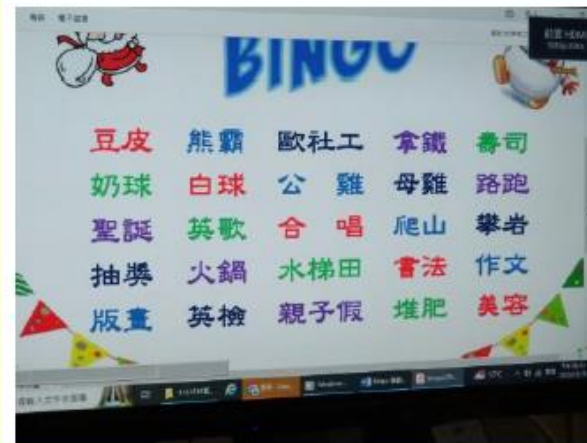 BINGO
豆皮 熊霸 歐社工 拿鐵 壽司
奶球 白球 公雞 母雞 路跑
聖誕 英歌 合唱 爬山 攀岩
抽獎 火鍋 水梯田 書法 作文
版畫 英檢 親子假 堆肥 美容